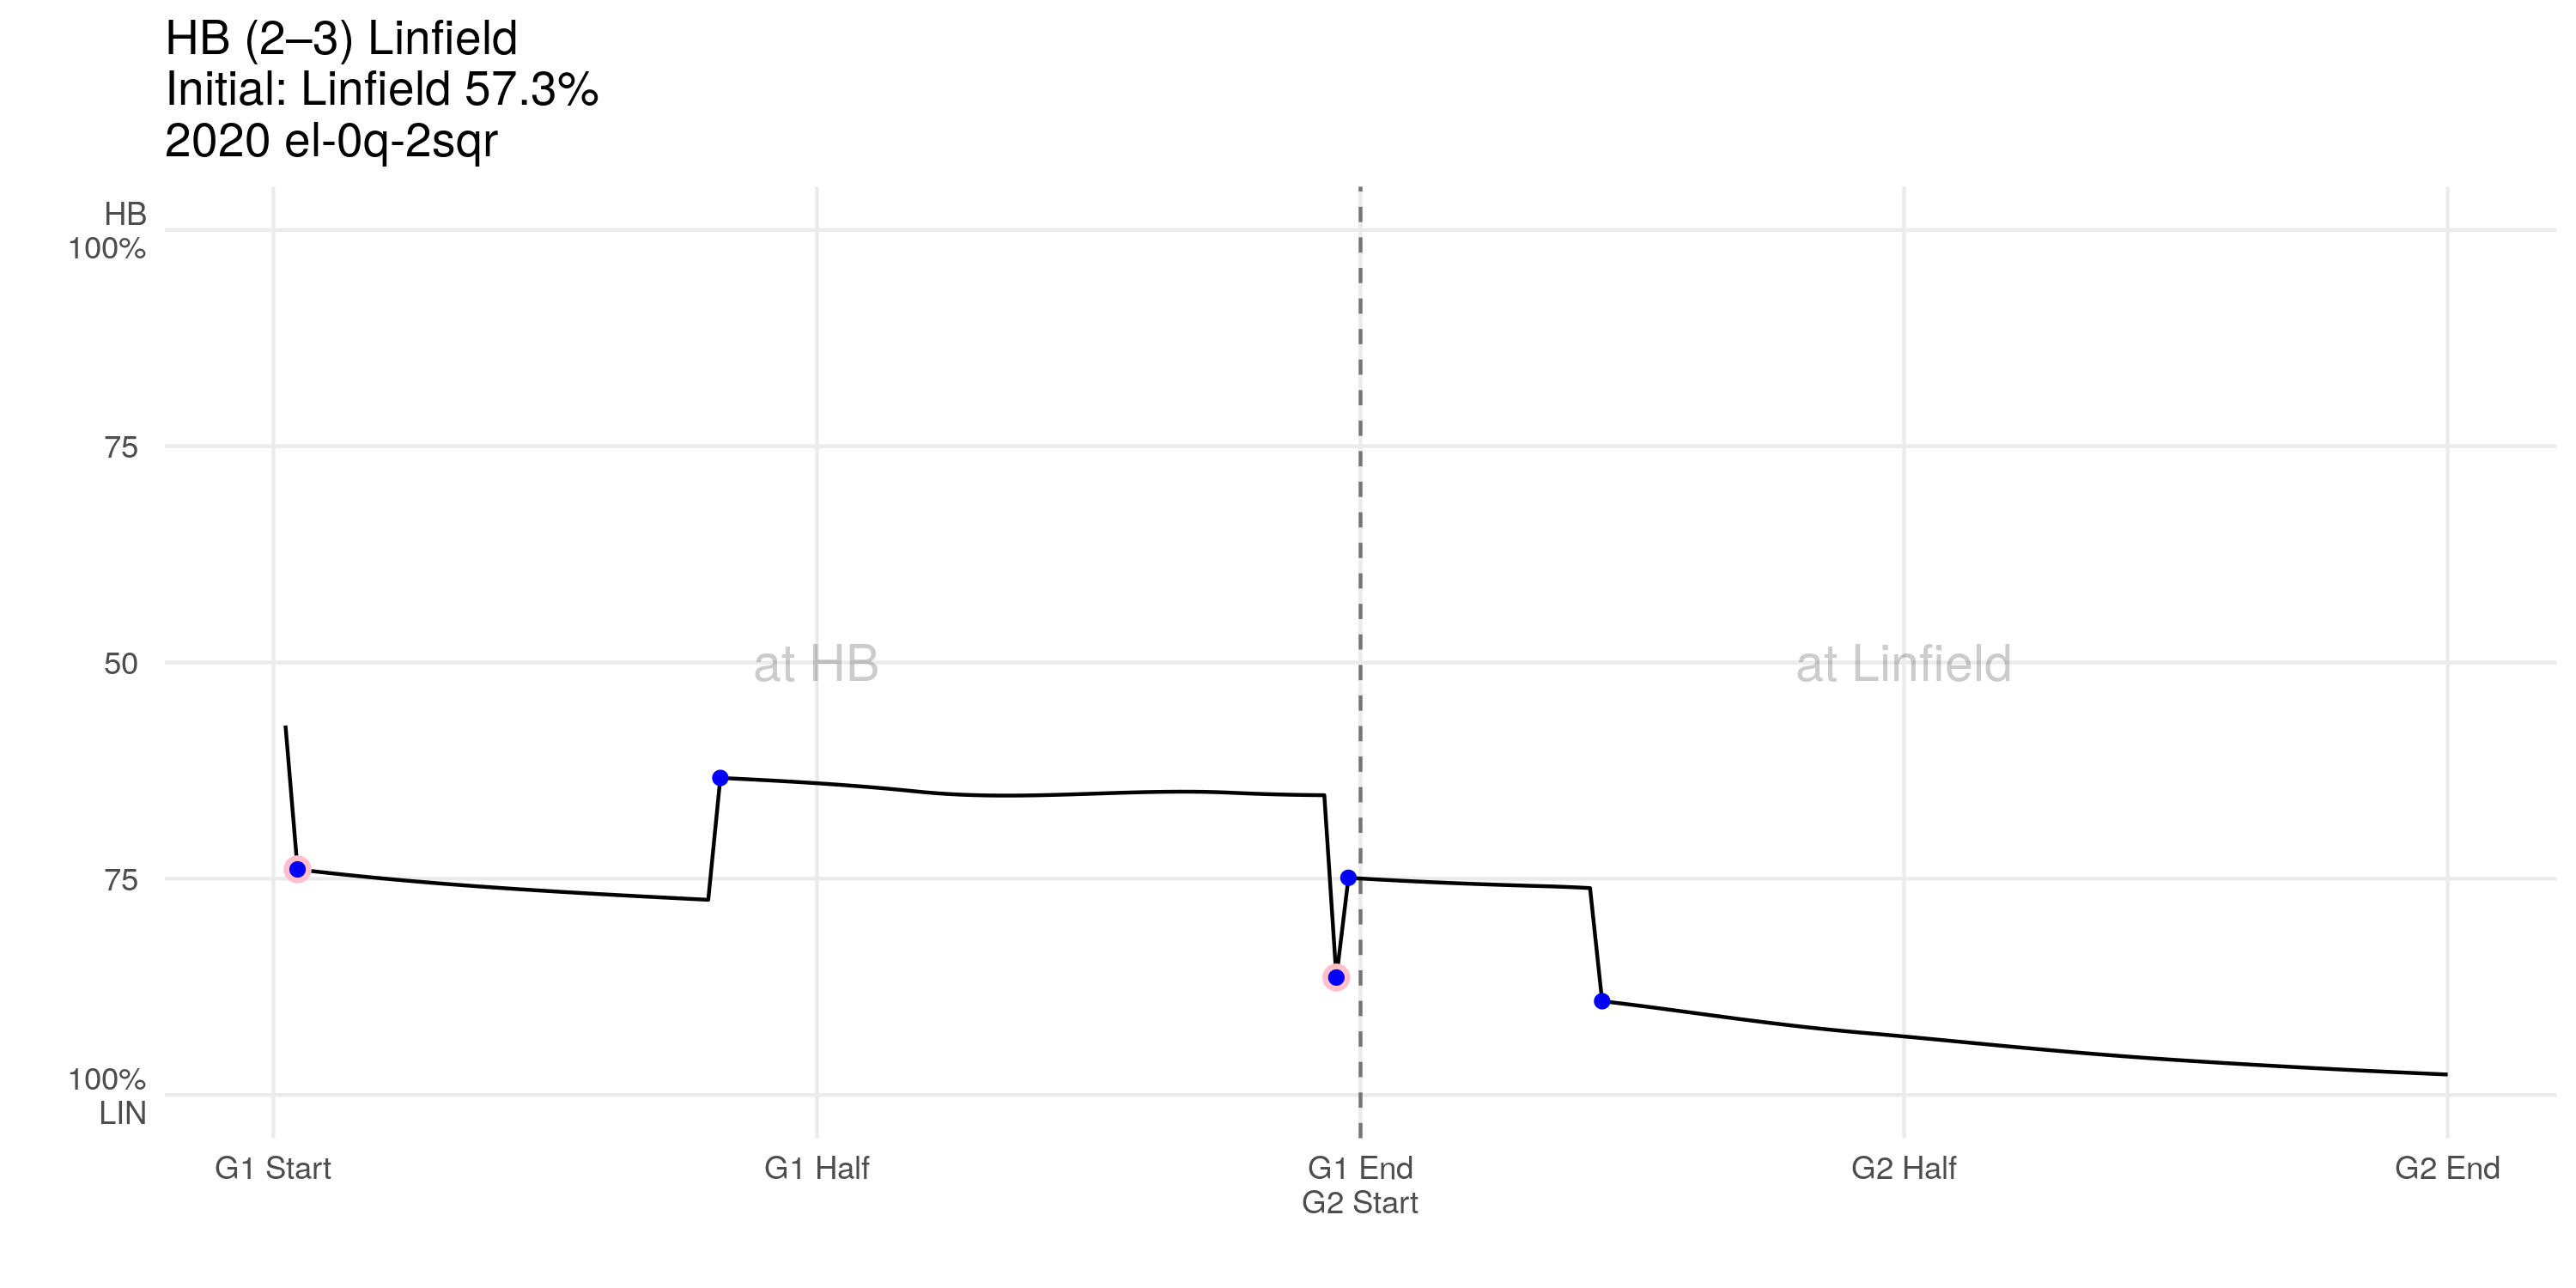 HB (2–3) Linfield
Initial: Linfield 57.3%
2020 el-0q-2sqr
HB
100%
75
50
75
100%
LIN
at HB
at Linfield
G1 Start
G1 Half
G1 End
G2 Start
G2 Half
G2 End